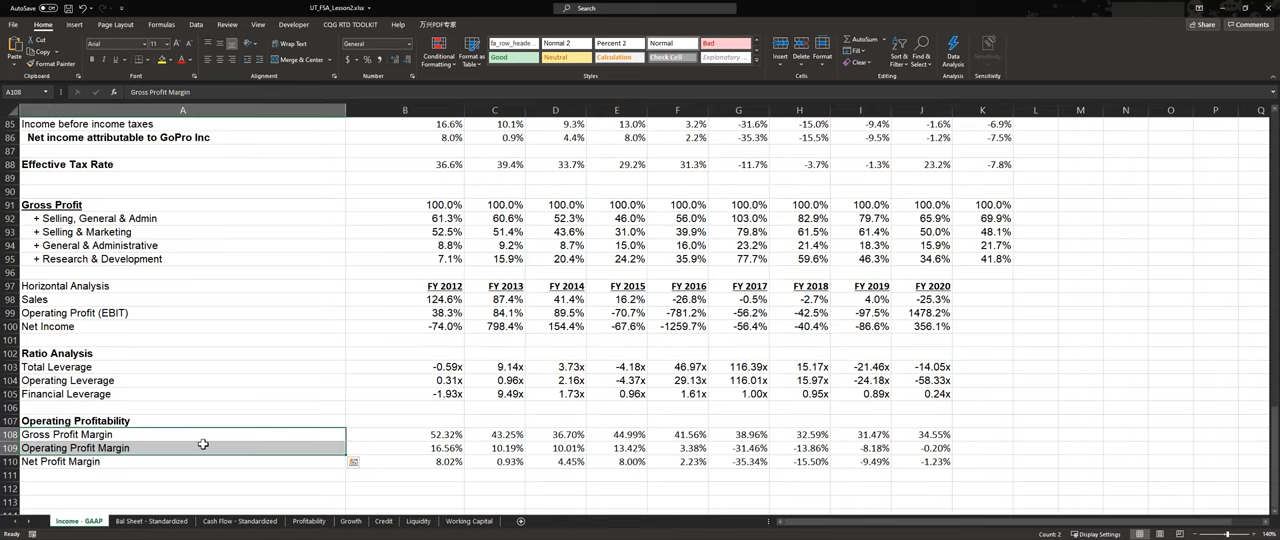 AutoSave Off UT_FSA_Lesson2.xlsx Search
File Home Insert Page Layout Formulas Data Review View Developer CQG RTD TOOLKIT 万兴PDF专家 Share Comments
Cut
Copy
Format Painter
Clipboard
Arial 11
B I U
Font
Wrap Text
Merge & Center
Alignment
General
$ % ,
Number
Conditional Formatting
Format as Table
fa_row_heade... Normal 2 Percent 2 Normal Bad
Good Neutral Calculation Check Cell Explanatory ...
Styles
Insert Delete Format
Cells
AutoSum
Fill
Clear
Sort & Filter
Find & Select
Editing
Data Analysis
Analysis
Sensitivity
Sensitivity
A108 fx Gross Profit Margin
A B C D E F G H I J K L M N O P Q
85 Income before income taxes 16.6% 10.1% 9.3% 13.0% 3.2% -31.6% -15.0% -9.4% -1.6% -6.9%
86 Net income attributable to GoPro Inc 8.0% 0.9% 4.4% 8.0% 2.2% -35.3% -15.5% -9.5% -1.2% -7.5%
87
88 Effective Tax Rate 36.6% 39.4% 33.7% 29.2% 31.3% -11.7% -3.7% -1.3% 23.2% -7.8%
89
90
91 Gross Profit 100.0% 100.0% 100.0% 100.0% 100.0% 100.0% 100.0% 100.0% 100.0% 100.0%
92 + Selling, General & Admin 61.3% 60.6% 52.3% 46.0% 56.0% 103.0% 82.9% 79.7% 65.9% 69.9%
93 + Selling & Marketing 52.5% 51.4% 43.6% 31.0% 39.9% 79.8% 61.5% 61.4% 50.0% 48.1%
94 + General & Administrative 8.8% 9.2% 8.7% 15.0% 16.0% 23.2% 21.4% 18.3% 15.9% 21.7%
95 + Research & Development 7.1% 15.9% 20.4% 24.2% 35.9% 77.7% 59.6% 46.3% 34.6% 41.8%
96
97 Horizontal Analysis FY 2012 FY 2013 FY 2014 FY 2015 FY 2016 FY 2017 FY 2018 FY 2019 FY 2020
98 Sales 124.6% 87.4% 41.4% 16.2% -26.8% -0.5% -2.7% 4.0% -25.3%
99 Operating Profit (EBIT) 38.3% 84.1% 89.5% -70.7% -781.2% -56.2% -42.5% -97.5% 1478.2%
100 Net Income -74.0% 798.4% 154.4% -67.6% -1259.7% -56.4% -40.4% -86.6% 356.1%
101
102 Ratio Analysis
103 Total Leverage -0.59x 9.14x 3.73x -4.18x 46.97x 116.39x 15.17x -21.46x -14.05x
104 Operating Leverage 0.31x 0.96x 2.16x -4.37x 29.13x 116.01x 15.97x -24.18x -58.33x
105 Financial Leverage -1.93x 9.49x 1.73x 0.96x 1.61x 1.00x 0.95x 0.89x 0.24x
106
107 Operating Profitability
108 Gross Profit Margin 52.32% 43.25% 36.70% 44.99% 41.56% 38.96% 32.59% 31.47% 34.55%
109 Operating Profit Margin 16.56% 10.19% 10.01% 13.42% 3.38% -31.46% -13.86% -8.18% -0.20%
110 Net Profit Margin 8.02% 0.93% 4.45% 8.00% 2.23% -35.34% -15.50% -9.49% -1.23%
111
112
113
Income - GAAP Bal Sheet - Standardized Cash Flow - Standardized Profitability Growth Credit Liquidity Working Capital
Ready Count: 2 Display Settings 140%